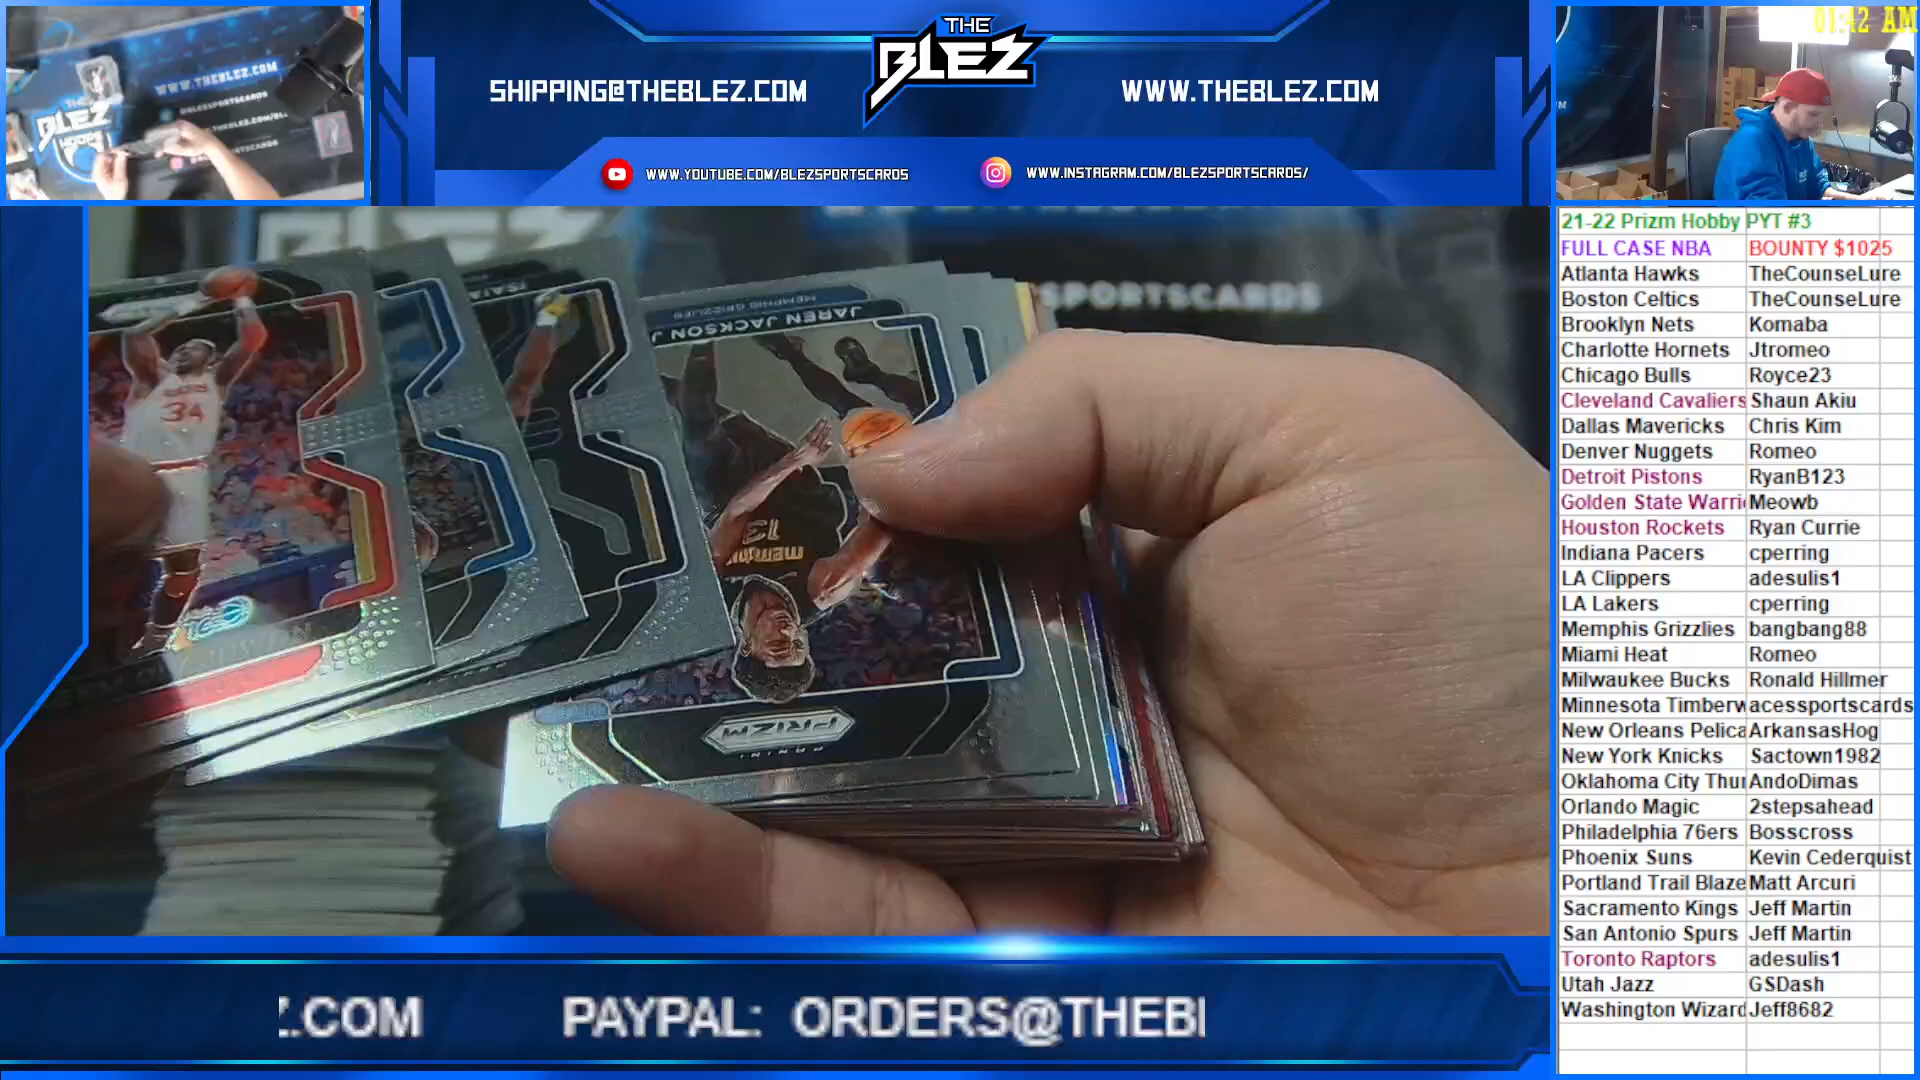 WWW.THEBLEZ.COM
THE
BLEZ
THE
BLEZ
SHIPPING@THEBLEZ.COM
WWW.THEBLEZ.COM
WWW.YOUTUBE.COM/BLEZSPORTSCARDS
WWW.INSTAGRAM.COM/BLEZSPORTSCARDS/
01:42 AM
SPORTSCARDS
34
ISAIA
MEMPHIS GRIZZLIES
JAREN JACKSON J
13
PRIZM
PANINI
21-22 Prizm Hobby PYT #3
FULL CASE NBA BOUNTY $1025
Atlanta Hawks TheCounseLure
Boston Celtics TheCounseLure
Brooklyn Nets Komaba
Charlotte Hornets Jtromeo
Chicago Bulls Royce23
Cleveland Cavaliers Shaun Akiu
Dallas Mavericks Chris Kim
Denver Nuggets Romeo
Detroit Pistons RyanB123
Golden State Warri Meowb
Houston Rockets Ryan Currie
Indiana Pacers cperring
LA Clippers adesulis1
LA Lakers cperring
Memphis Grizzlies bangbang88
Miami Heat Romeo
Milwaukee Bucks Ronald Hillmer
Minnesota Timberw acessportscards
New Orleans Pelica ArkansasHog
New York Knicks Sactown1982
Oklahoma City Thu AndoDimas
Orlando Magic 2stepsahead
Philadelphia 76ers Bosscross
Phoenix Suns Kevin Cederquist
Portland Trail Blaze Matt Arcuri
Sacramento Kings Jeff Martin
San Antonio Spurs Jeff Martin
Toronto Raptors adesulis1
Utah Jazz GSDash
Washington Wizard Jeff8682
.COM PAYPAL: ORDERS@THEBL